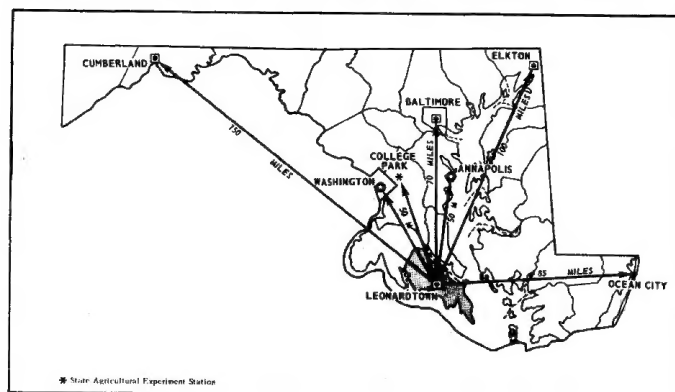 CUMBERLAND
ELKTON
BALTIMORE
150 MILES
100 MILES
COLLEGE
PARK
*
70 MILES
ANNAPOLIS
WASHINGTON
50 M
85 MILES
LEONARDTOWN
OCEAN CITY
* State Agricultural Experiment Station